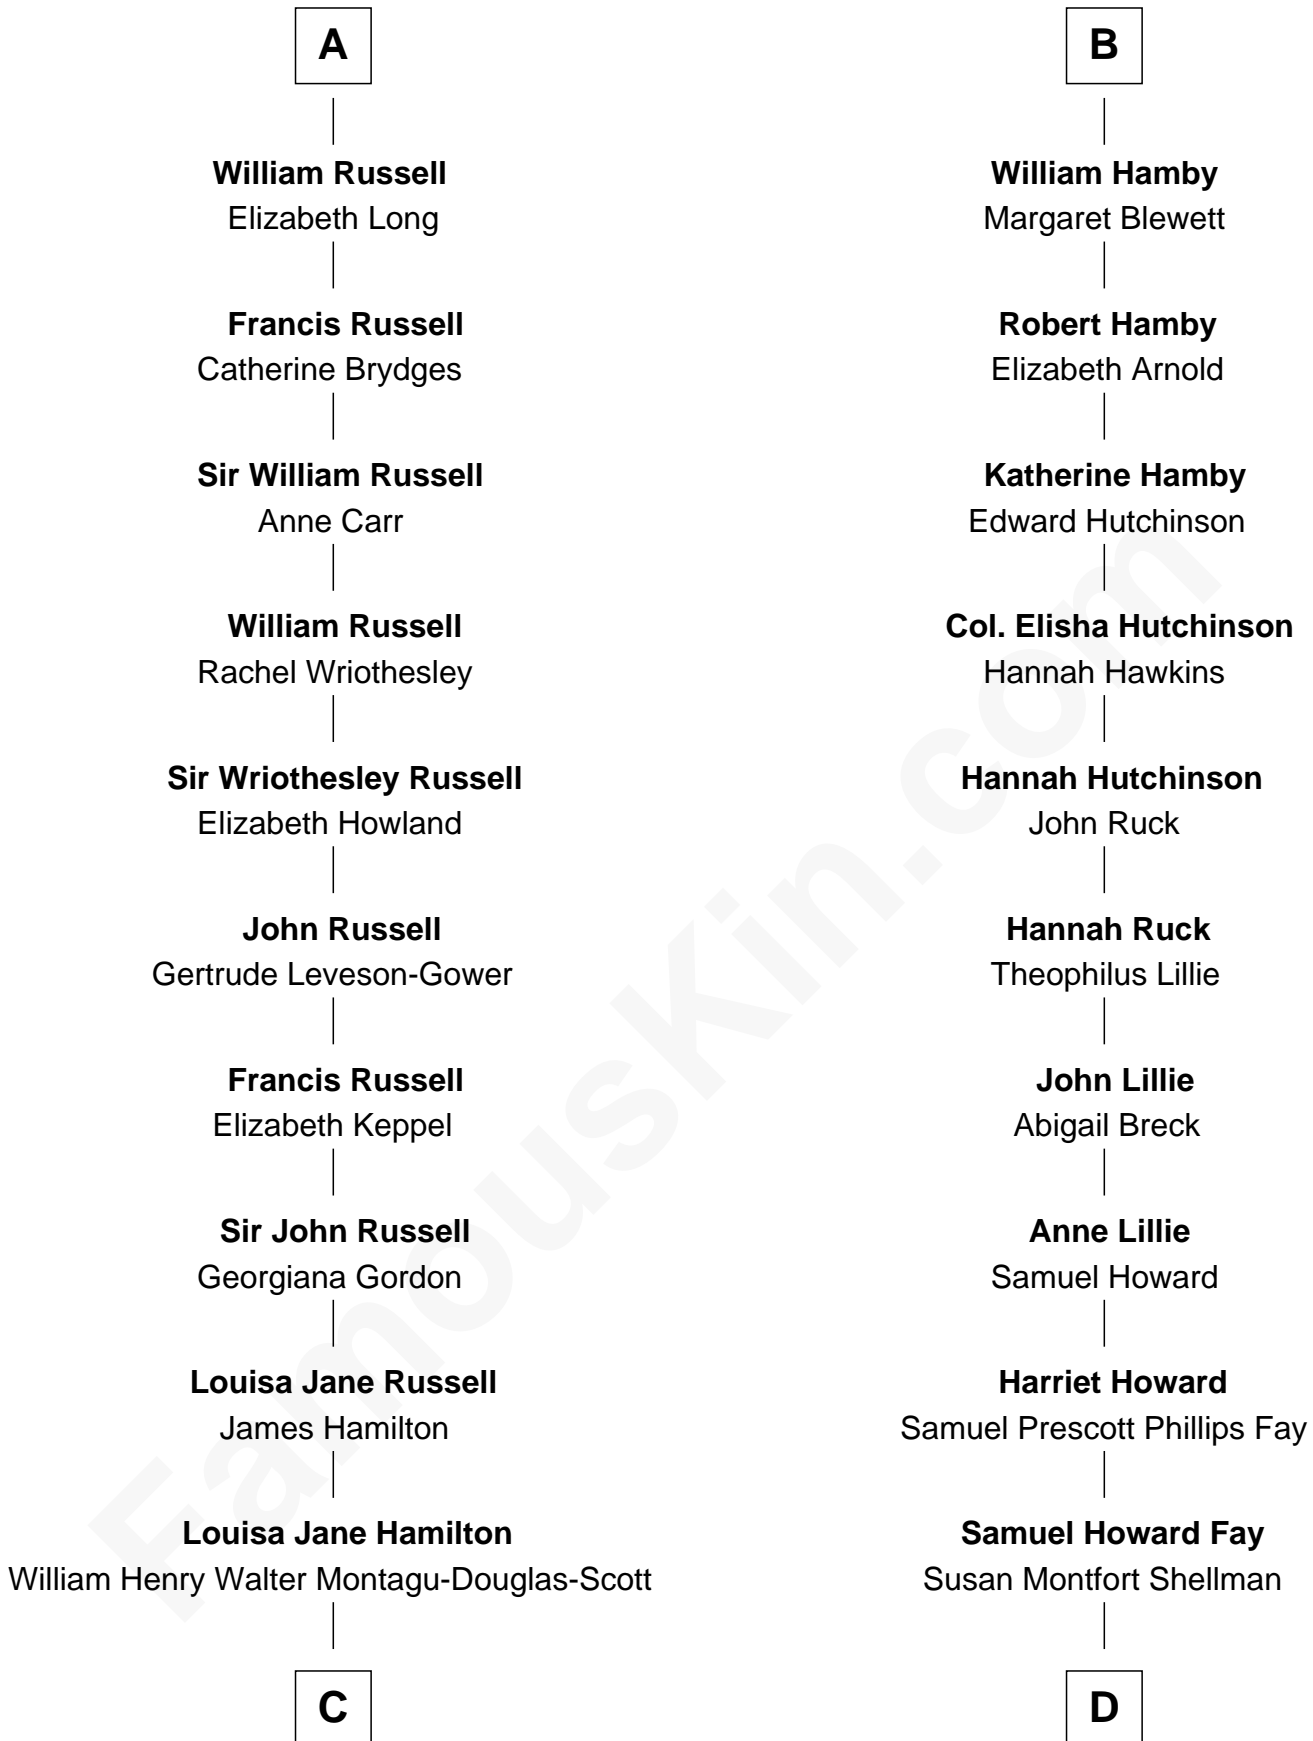 A
William Russell
Elizabeth Long
Francis Russell
Catherine Brydges
Sir William Russell
Anne Carr
William Russell
Rachel Wriothesley
Sir Wriothesley Russell
Elizabeth Howland
John Russell
Gertrude Leveson-Gower
Francis Russell
Elizabeth Keppel
Sir John Russell
Georgiana Gordon
Louisa Jane Russell
James Hamilton
Louisa Jane Hamilton
William Henry Walter Montagu-Douglas-Scott
C
B
William Hamby
Margaret Blewett
Robert Hamby
Elizabeth Arnold
Katherine Hamby
Edward Hutchinson
Col. Elisha Hutchinson
Hannah Hawkins
Hannah Hutchinson
John Ruck
Hannah Ruck
Theophilus Lillie
John Lillie
Abigail Breck
Anne Lillie
Samuel Howard
Harriet Howard
Samuel Prescott Phillips Fay
Samuel Howard Fay
Susan Montfort Shellman
D
FamousKin.com